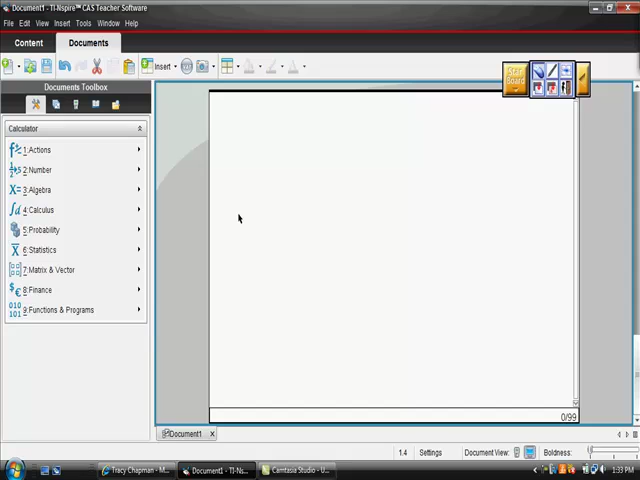 Document1 - TI-Nspire™ CAS Teacher Software
File Edit View Insert Tools Window Help
Content Documents
Insert
Star Board
Documents Toolbox
Calculator
1:Actions
2:Number
3:Algebra
4:Calculus
5:Probability
6:Statistics
7:Matrix & Vector
8:Finance
9:Functions & Programs
0/99
Document1 X
1.4 Settings Document View: Boldness:
Tracy Chapman - M... Document1 - TI-Ns... Camtasia Studio - U... 1:33 PM